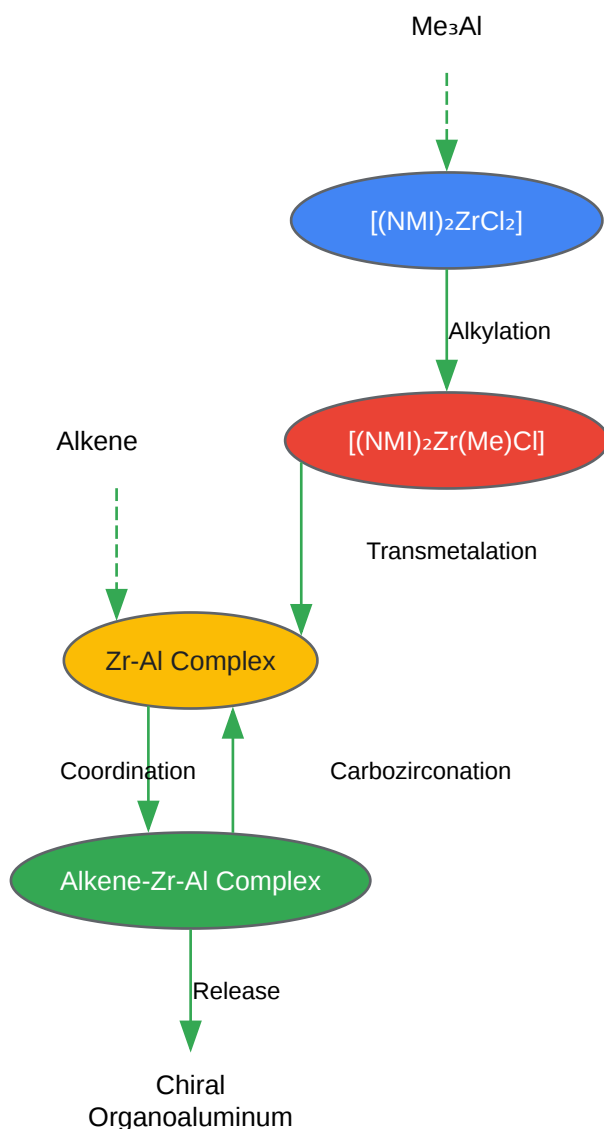 Me₃Al
[(NMI)₂ZrCl₂]
Alkylation
[(NMI)₂Zr(Me)Cl]
Alkene
Transmetalation
Zr-Al Complex
Coordination
Carbozirconation
Alkene-Zr-Al Complex
Release
Chiral
Organoaluminum